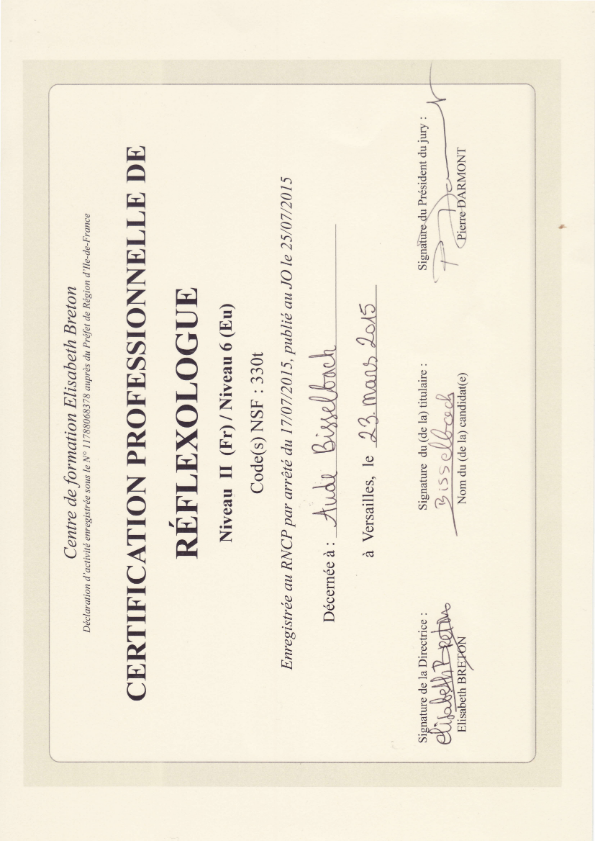 Centre de formation Elisabeth Breton
Déclaration d'activité enregistrée sous le N° 11788068378 auprès du Préfet de Région d'Ile-de-France
CERTIFICATION PROFESSIONNELLE DE
RÉFLEXOLOGUE
Niveau II (Fr) / Niveau 6 (Eu)
Code(s) NSF : 330t
Enregistrée au RNCP par arrêté du 17/07/2015, publié au JO le 25/07/2015
Décernée à : Aude Bisselbach
à Versailles, le 23 mars 2015
Signature de la Directrice :
Elisabeth Breton
Elisabeth BRETON
Signature du (de la) titulaire :
Bisselbach
Nom du (de la) candidat(e)
Signature du Président du jury :
Pierre DARMONT